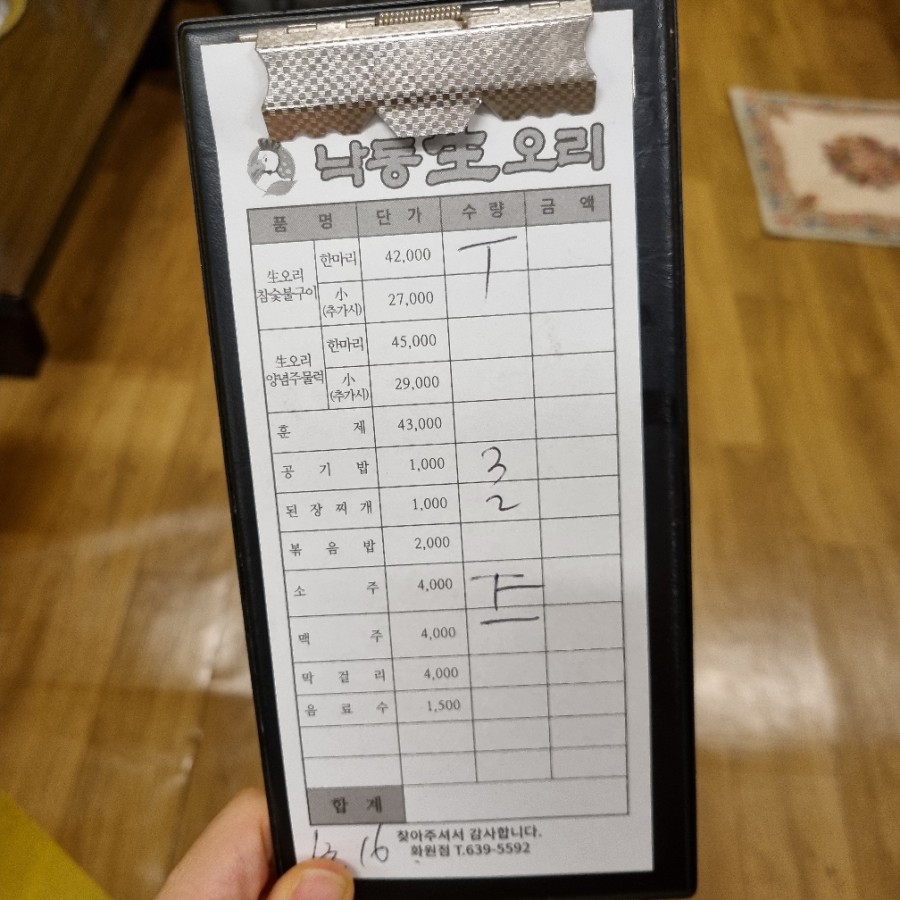 낙동生오리
품명 단가 수량 금액
生오리 참숯불구이 한마리 42,000 T
小 (추가시) 27,000
生오리 양념주물럭 한마리 45,000
小 (추가시) 29,000
훈제 43,000
공기밥 1,000 3
된장찌개 1,000 2
볶음밥 2,000
소주 4,000
맥주 4,000
막걸리 4,000
음료수 1,500
합계
찾아주셔서 감사합니다.
16 화원점 T.639-5592